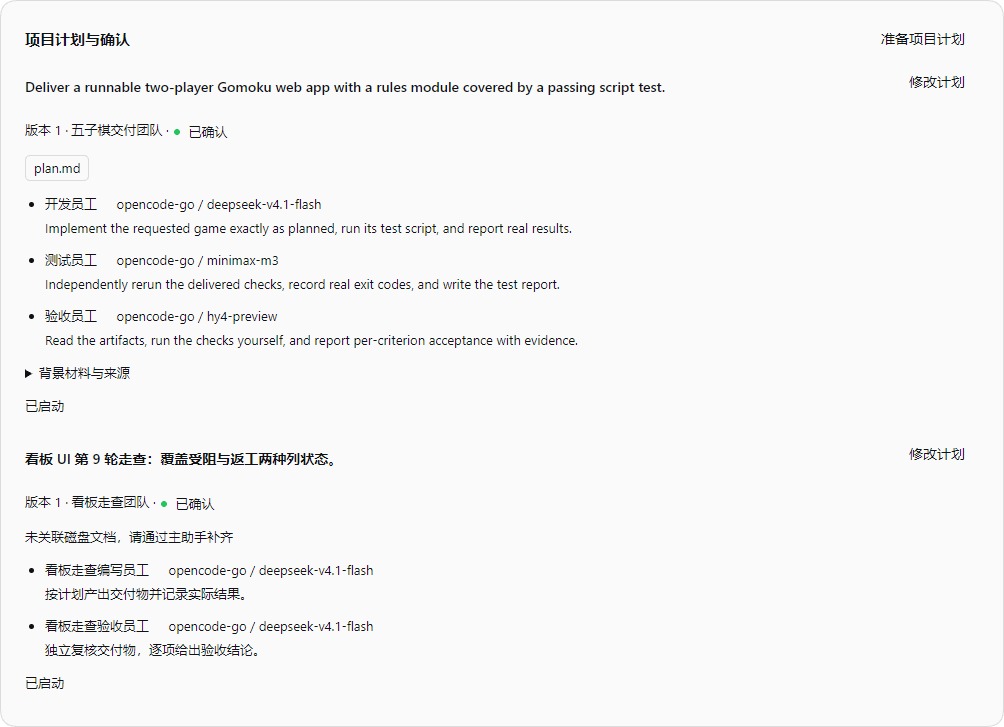 项目计划与确认
准备项目计划
Deliver a runnable two-player Gomoku web app with a rules module covered by a passing script test.
修改计划
版本 1 · 五子棋交付团队 · 已确认
plan.md
开发员工 opencode-go / deepseek-v4.1-flash
Implement the requested game exactly as planned, run its test script, and report real results.
测试员工 opencode-go / minimax-m3
Independently rerun the delivered checks, record real exit codes, and write the test report.
验收员工 opencode-go / hy4-preview
Read the artifacts, run the checks yourself, and report per-criterion acceptance with evidence.
背景材料与来源
已启动
看板 UI 第 9 轮走查：覆盖受阻与返工两种列状态。
修改计划
版本 1 · 看板走查团队 · 已确认
未关联磁盘文档，请通过主助手补齐
看板走查编写员工 opencode-go / deepseek-v4.1-flash
按计划产出交付物并记录实际结果。
看板走查验收员工 opencode-go / deepseek-v4.1-flash
独立复核交付物，逐项给出验收结论。
已启动